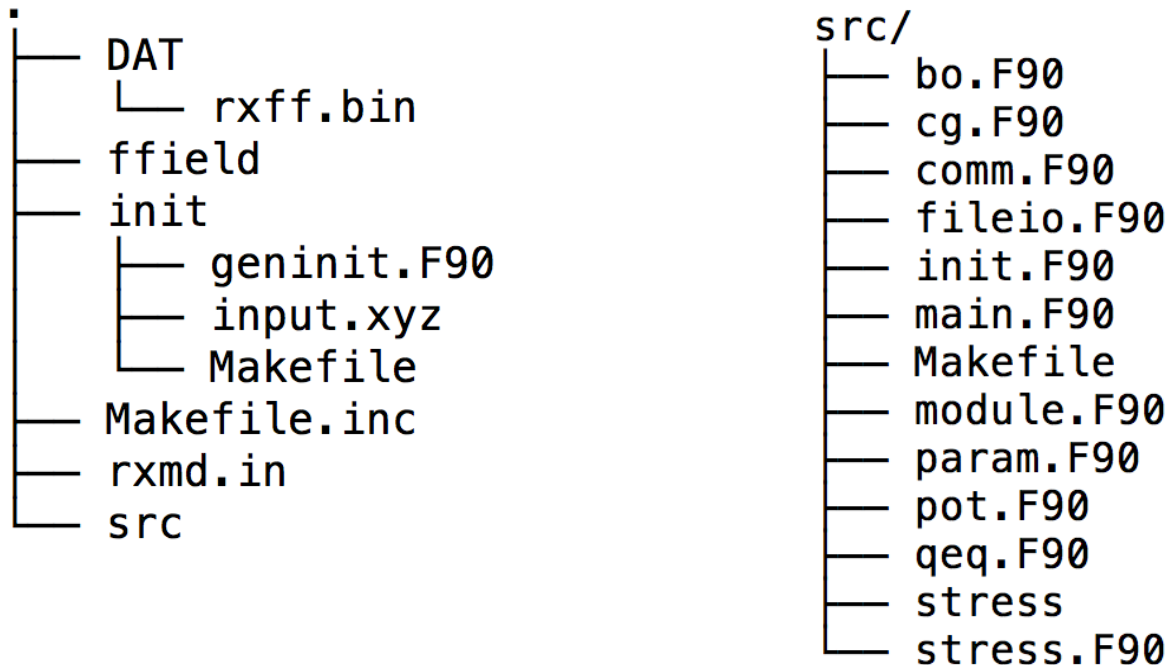 .
├── DAT
│   └── rxff.bin
├── ffield
├── init
│   ├── geninit.F90
│   ├── input.xyz
│   └── Makefile
├── Makefile.inc
├── rxmd.in
└── src
src/
├── bo.F90
├── cg.F90
├── comm.F90
├── fileio.F90
├── init.F90
├── main.F90
├── Makefile
├── module.F90
├── param.F90
├── pot.F90
├── qeq.F90
├── stress
└── stress.F90